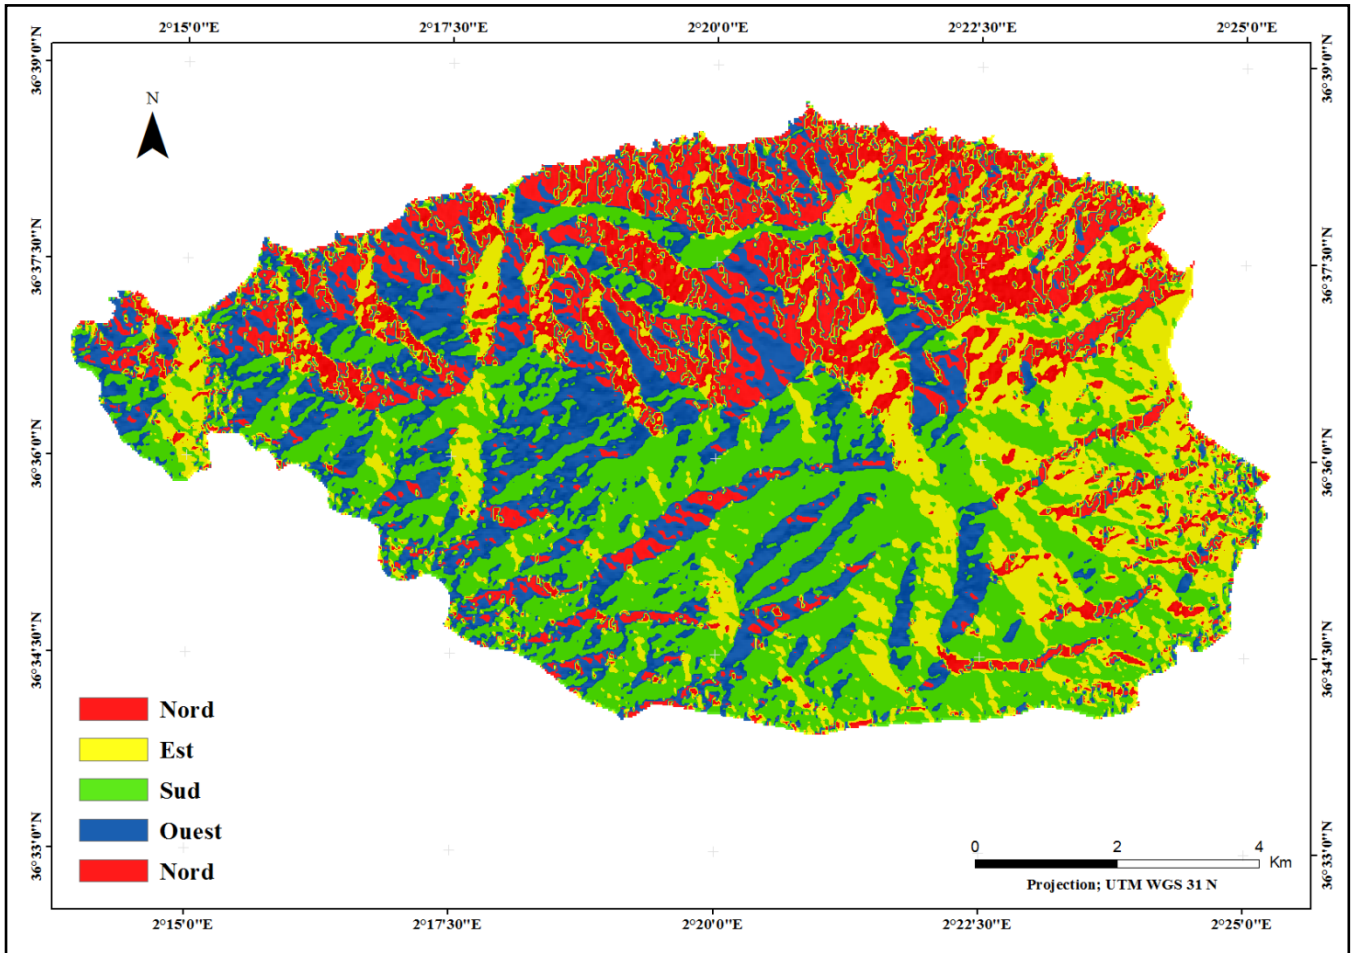 2°15'0"E 2°17'30"E 2°20'0"E 2°22'30"E 2°25'0"E
36°39'0"N 36°39'0"N
N
36°37'30"N 36°37'30"N
36°36'0"N 36°36'0"N
36°34'30"N 36°34'30"N
Nord
Est
Sud
Ouest
Nord
36°33'0"N 36°33'0"N
0 2 4
Km
Projection; UTM WGS 31 N
2°15'0"E 2°17'30"E 2°20'0"E 2°22'30"E 2°25'0"E